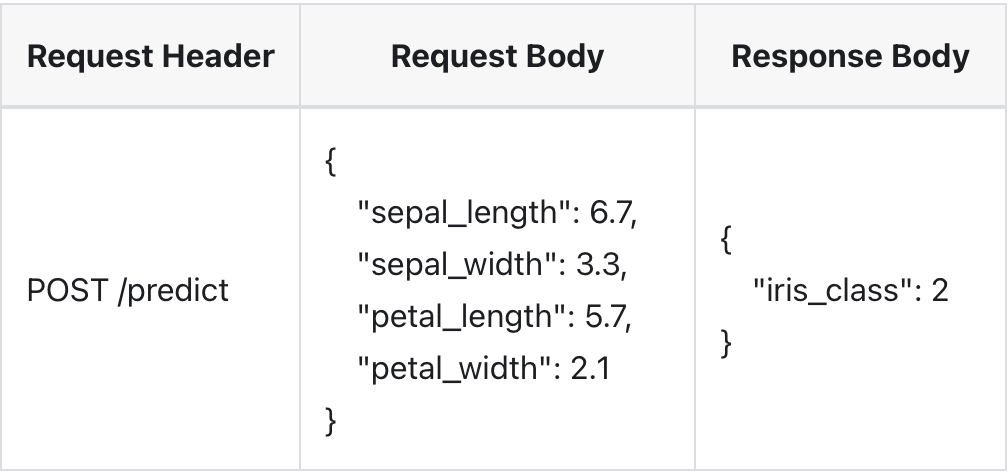 Request Header Request Body Response Body
POST /predict
{
"sepal_length": 6.7,
"sepal_width": 3.3,
"petal_length": 5.7,
"petal_width": 2.1
}
{
"iris_class": 2
}